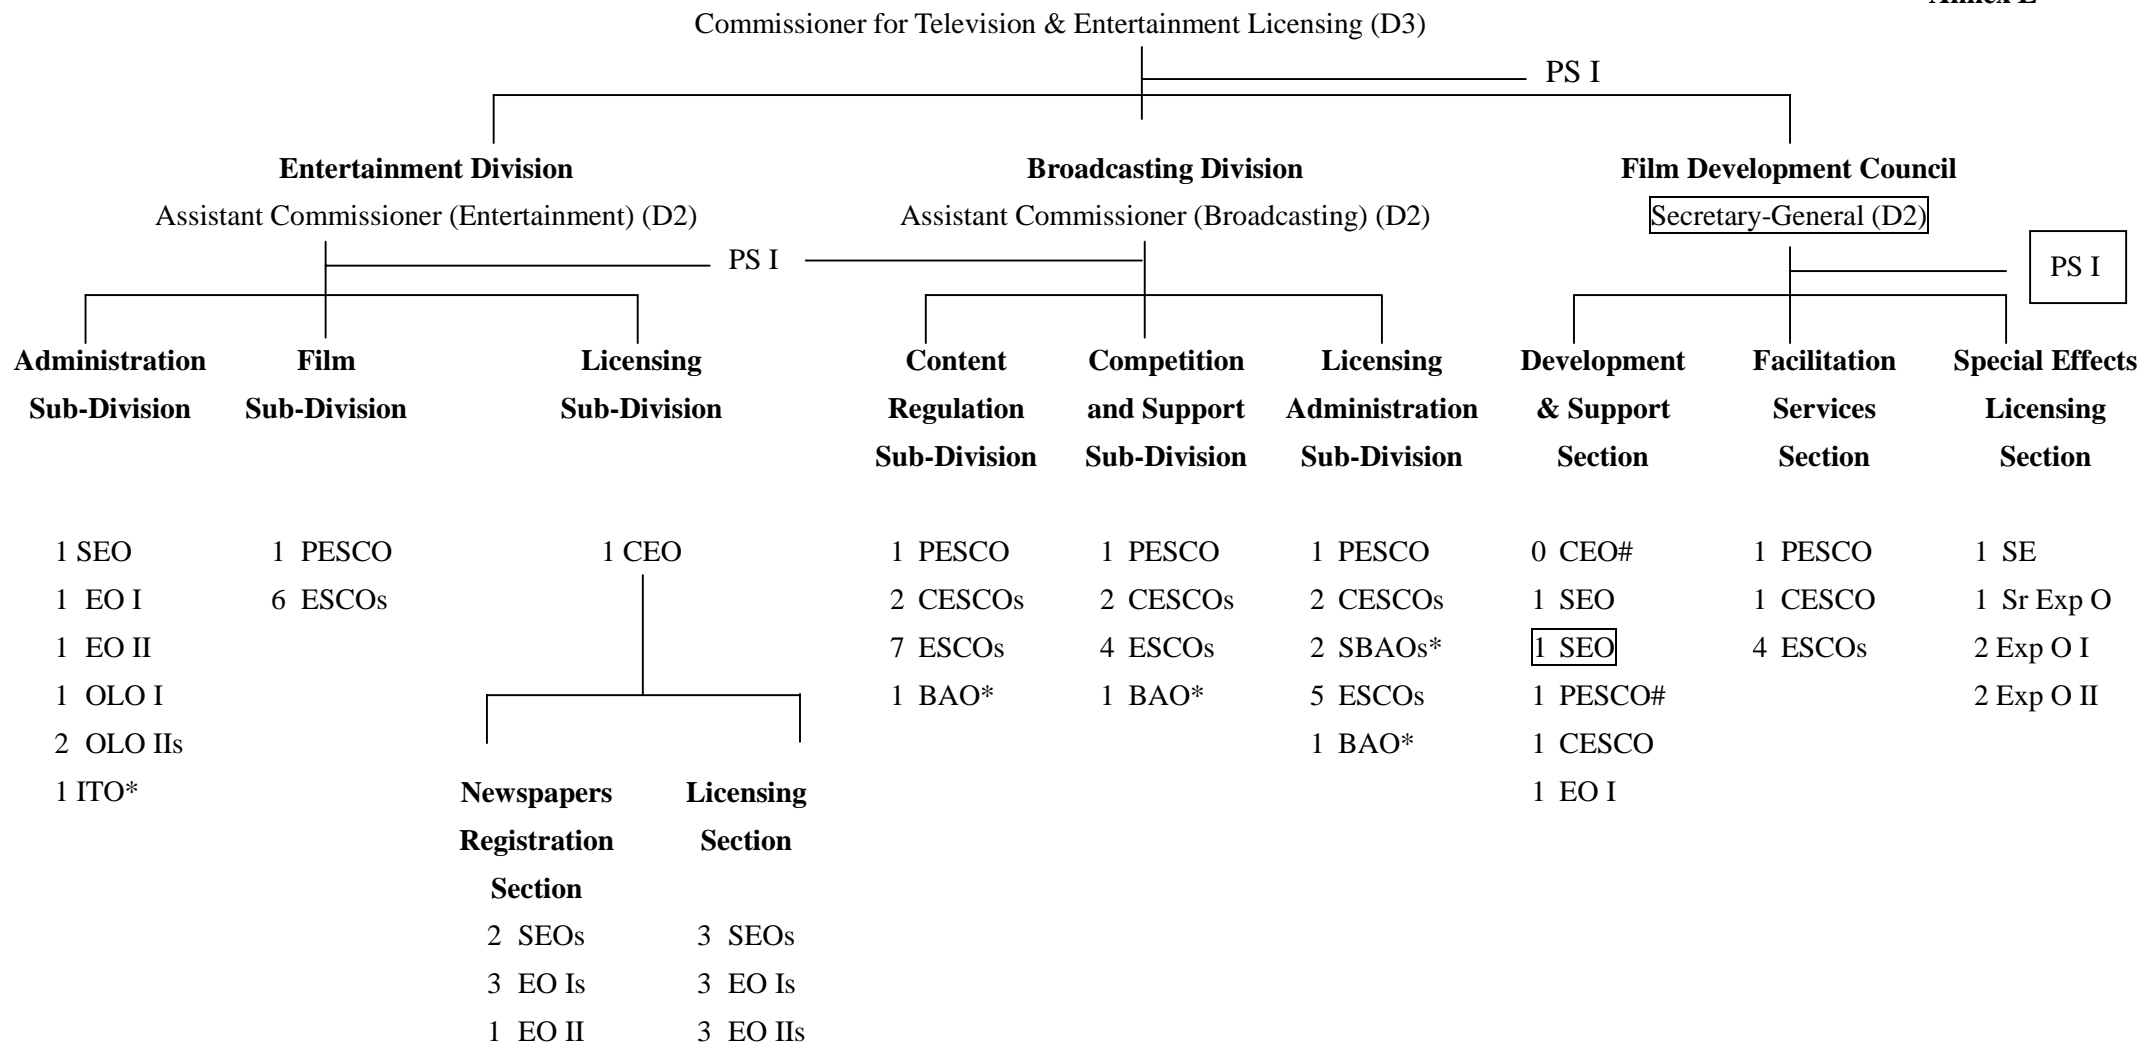 Commissioner for Television & Entertainment Licensing (D3)
PS I
Entertainment Division
Assistant Commissioner (Entertainment) (D2)
Broadcasting Division
Assistant Commissioner (Broadcasting) (D2)
Film Development Council
Secretary-General (D2)
PS I
PS I
Administration
Sub-Division
1 SEO
1 EO I
1 EO II
1 OLO I
2 OLO IIs
1 ITO*
Film
Sub-Division
1 PESCO
6 ESCOs
Licensing
Sub-Division
1 CEO
Newspapers
Registration
Section
2 SEOs
3 EO Is
1 EO II
Licensing
Section
3 SEOs
3 EO Is
3 EO IIs
Content
Regulation
Sub-Division
1 PESCO
2 CESCOs
7 ESCOs
1 BAO*
Competition
and Support
Sub-Division
1 PESCO
2 CESCOs
4 ESCOs
1 BAO*
Licensing
Administration
Sub-Division
1 PESCO
2 CESCOs
2 SBAOs*
5 ESCOs
1 BAO*
Development
& Support
Section
0 CEO#
1 SEO
1 SEO
1 PESCO#
1 CESCO
1 EO I
Facilitation
Services
Section
1 PESCO
1 CESCO
4 ESCOs
Special Effects
Licensing
Section
1 SE
1 Sr Exp O
2 Exp O I
2 Exp O II